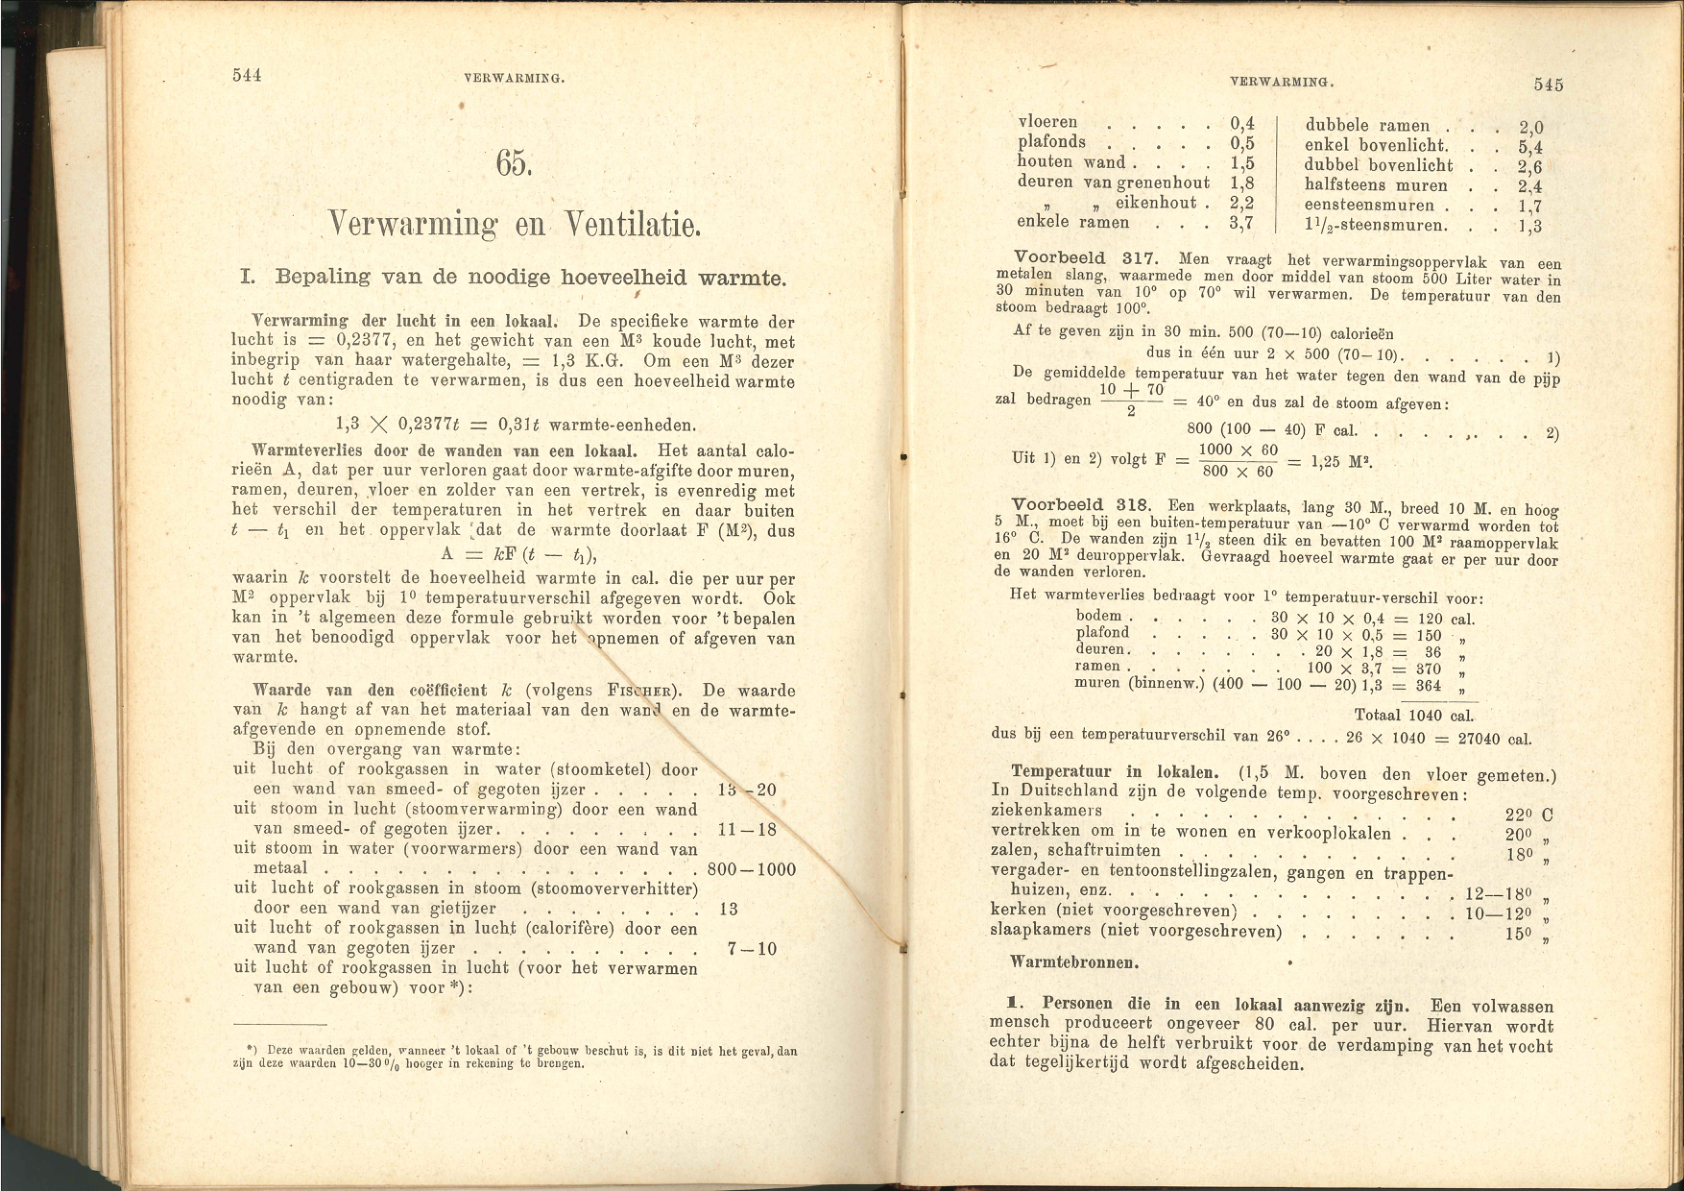 544
VERWARMING.
65.
Verwarming en Ventilatie.
I. Bepaling van de noodige hoeveelheid warmte.
Verwarming der lucht in een lokaal. De specifieke warmte der
lucht is = 0,2377, en het gewicht van een M³ koude lucht, met
inbegrip van haar watergehalte, = 1,3 K.G. Om een M³ dezer
lucht t centigraden te verwarmen, is dus een hoeveelheid warmte
noodig van:
1,3 × 0,2377t = 0,31t warmte-eenheden.
Warmteverlies door de wanden van een lokaal. Het aantal calo-
rieën A, dat per uur verloren gaat door warmte-afgifte door muren,
ramen, deuren, vloer en zolder van een vertrek, is evenredig met
het verschil der temperaturen in het vertrek en daar buiten
t — t₁ en het oppervlak dat de warmte doorlaat F (M²), dus
A = kF (t — t₁),
waarin k voorstelt de hoeveelheid warmte in cal. die per uur per
M² oppervlak bij 1⁰ temperatuurverschil afgegeven wordt. Ook
kan in 't algemeen deze formule gebruikt worden voor 't bepalen
van het benoodigd oppervlak voor het opnemen of afgeven van
warmte.
Waarde van den coëfficient k (volgens FISCHER). De waarde
van k hangt af van het materiaal van den wand en de warmte-
afgevende en opnemende stof.
Bij den overgang van warmte:
uit lucht of rookgassen in water (stoomketel) door
een wand van smeed- of gegoten ijzer . . . . . 13—20
uit stoom in lucht (stoomverwarming) door een wand
van smeed- of gegoten ijzer. . . . . . . . . 11—18
uit stoom in water (voorwarmers) door een wand van
metaal . . . . . . . . . . . . . . . . 800—1000
uit lucht of rookgassen in stoom (stoomoververhitter)
door een wand van gietijzer . . . . . . . . 13
uit lucht of rookgassen in lucht (calorifère) door een
wand van gegoten ijzer . . . . . . . . . . 7—10
uit lucht of rookgassen in lucht (voor het verwarmen
van een gebouw) voor *):
*) Deze waarden gelden, wanneer 't lokaal of 't gebouw beschut is, is dit niet het geval, dan
zijn deze waarden 10—30 % hooger in rekening te brengen.
VERWARMING.
545
vloeren . . . . . 0,4 dubbele ramen . . . 2,0
plafonds . . . . . 0,5 enkel bovenlicht. . . 5,4
houten wand . . . . 1,5 dubbel bovenlicht . . 2,6
deuren van grenenhout 1,8 halfsteens muren . . 2,4
„ „ eikenhout . 2,2 eensteensmuren . . . 1,7
enkele ramen . . . 3,7 1¹/₂-steensmuren. . . 1,3
Voorbeeld 317. Men vraagt het verwarmingsoppervlak van een
metalen slang, waarmede men door middel van stoom 500 Liter water in
30 minuten van 10° op 70° wil verwarmen. De temperatuur van den
stoom bedraagt 100°.
Af te geven zijn in 30 min. 500 (70—10) calorieën
dus in één uur 2 × 500 (70—10). . . . . . . 1)
De gemiddelde temperatuur van het water tegen den wand van de pijp
zal bedragen (10 + 70)/2 = 40° en dus zal de stoom afgeven:
800 (100 — 40) F cal. . . . . . . . . 2)
Uit 1) en 2) volgt F = (1000 × 60)/(800 × 60) = 1,25 M².
Voorbeeld 318. Een werkplaats, lang 30 M., breed 10 M. en hoog
5 M., moet bij een buiten-temperatuur van —10° C verwarmd worden tot
16° C. De wanden zijn 1¹/₂ steen dik en bevatten 100 M² raamoppervlak
en 20 M² deuroppervlak. Gevraagd hoeveel warmte gaat er per uur door
de wanden verloren.
Het warmteverlies bedraagt voor 1° temperatuur-verschil voor:
bodem . . . . . . 30 × 10 × 0,4 = 120 cal.
plafond . . . . . 30 × 10 × 0,5 = 150 „
deuren. . . . . . . . 20 × 1,8 = 36 „
ramen . . . . . . . 100 × 3,7 = 370 „
muren (binnenw.) (400 — 100 — 20) 1,3 = 364 „
Totaal 1040 cal.
dus bij een temperatuurverschil van 26° . . . . 26 × 1040 = 27040 cal.
Temperatuur in lokalen. (1,5 M. boven den vloer gemeten.)
In Duitschland zijn de volgende temp. voorgeschreven:
ziekenkamers . . . . . . . . . . . . . . 22⁰ C
vertrekken om in te wonen en verkooplokalen . . . 20⁰ „
zalen, schaftruimten . . . . . . . . . . . . 18⁰ „
vergader- en tentoonstellingzalen, gangen en trappen-
huizen, enz. . . . . . . . . . . . . . 12—18⁰ „
kerken (niet voorgeschreven) . . . . . . . . . 10—12⁰ „
slaapkamers (niet voorgeschreven) . . . . . . . 15⁰ „
Warmtebronnen.
1. Personen die in een lokaal aanwezig zijn. Een volwassen
mensch produceert ongeveer 80 cal. per uur. Hiervan wordt
echter bijna de helft verbruikt voor de verdamping van het vocht
dat tegelijkertijd wordt afgescheiden.